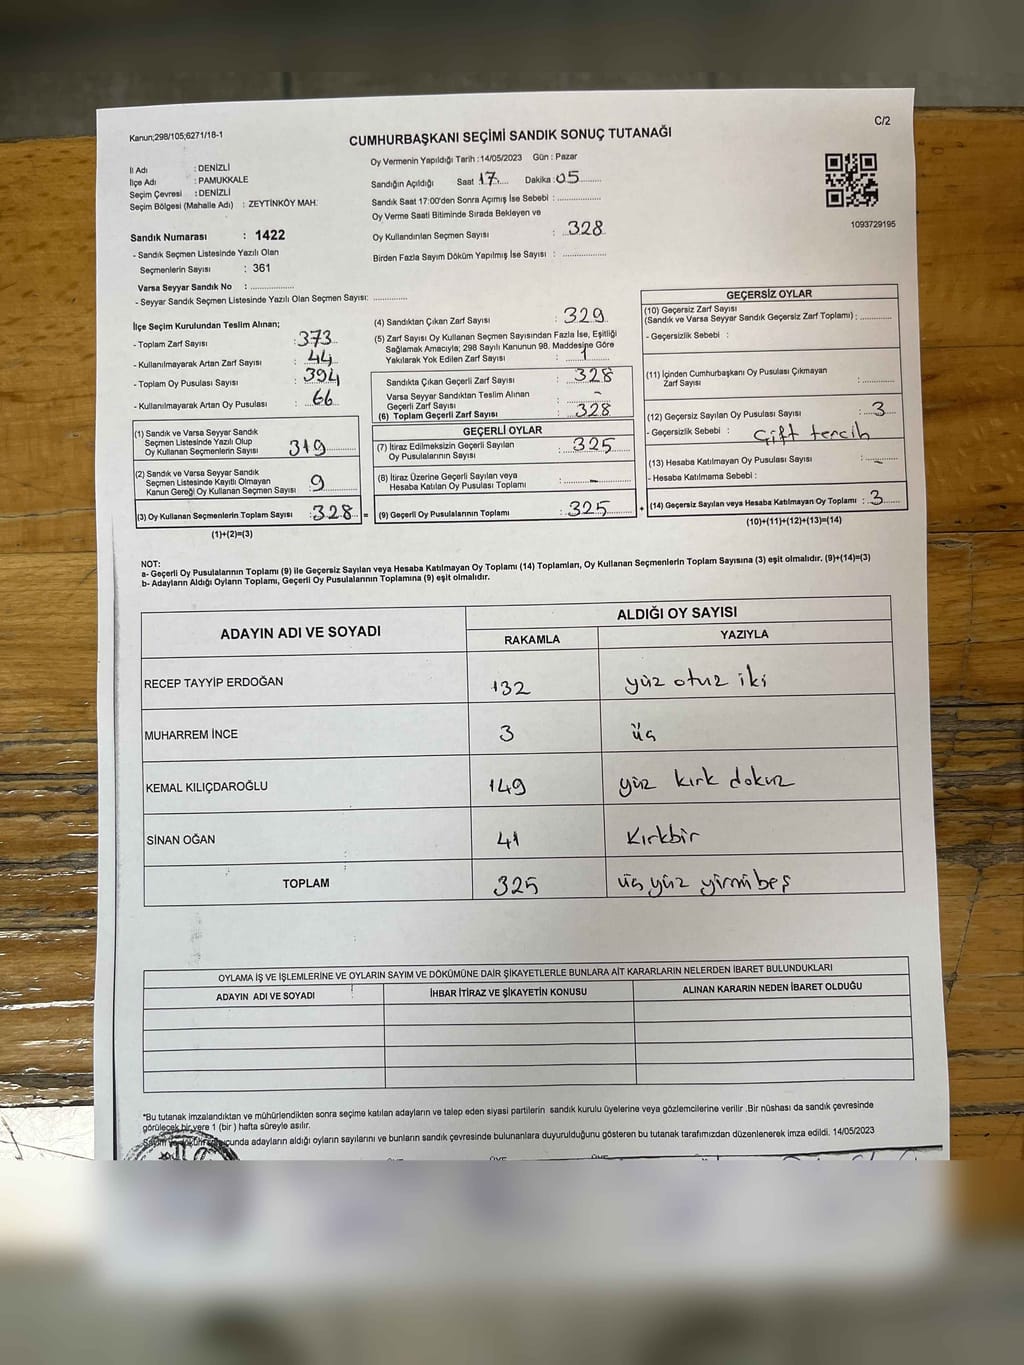 Kanun;298/105;6271/18-1
C/2
CUMHURBAŞKANI SEÇİMİ SANDIK SONUÇ TUTANAĞI
İl Adı : DENİZLİ
İlçe Adı : PAMUKKALE
Seçim Çevresi : DENİZLİ
Seçim Bölgesi (Mahalle Adı) : ZEYTİNKÖY MAH.
Sandık Numarası : 1422
- Sandık Seçmen Listesinde Yazılı Olan
Seçmenlerin Sayısı : 361
Varsa Seyyar Sandık No : ............
- Seyyar Sandık Seçmen Listesinde Yazılı Olan Seçmen Sayısı: ............
Oy Vermenin Yapıldığı Tarih :14/05/2023 Gün : Pazar
Sandığın Açıldığı Saat 17.... Dakika :05........
Sandık Saat 17:00'den Sonra Açımış İse Sebebi : ............
Oy Verme Saati Bitiminde Sırada Bekleyen ve
Oy Kullandırılan Seçmen Sayısı : 328
Birden Fazla Sayım Döküm Yapılmış İse Sayısı : ............
1093729195
İlçe Seçim Kurulundan Teslim Alınan;
- Toplam Zarf Sayısı : 373
- Kullanılmayarak Artan Zarf Sayısı : 44
- Toplam Oy Pusulası Sayısı : 394
- Kullanılmayarak Artan Oy Pusulası : 66
(1) Sandık ve Varsa Seyyar Sandık
Seçmen Listesinde Yazılı Olup
Oy Kullanan Seçmenlerin Sayısı 319
(2) Sandık ve Varsa Seyyar Sandık
Seçmen Listesinde Kayıtlı Olmayan
Kanun Gereği Oy Kullanan Seçmen Sayısı : 9
(3) Oy Kullanan Seçmenlerin Toplam Sayısı : 328 =
(1)+(2)=(3)
(4) Sandıktan Çıkan Zarf Sayısı : 329
(5) Zarf Sayısı Oy Kullanan Seçmen Sayısından Fazla İse, Eşitliği
Sağlamak Amacıyla; 298 Sayılı Kanunun 98. Maddesine Göre
Yakılarak Yok Edilen Zarf Sayısı : 1
Sandıkta Çıkan Geçerli Zarf Sayısı : 328
Varsa Seyyar Sandıktan Teslim Alınan
Geçerli Zarf Sayısı : -
(6) Toplam Geçerli Zarf Sayısı : 328
GEÇERLİ OYLAR
(7) İtiraz Edilmeksizin Geçerli Sayılan
Oy Pusulalarının Sayısı : 325
(8) İtiraz Üzerine Geçerli Sayılan veya
Hesaba Katılan Oy Pusulası Toplamı : -
(9) Geçerli Oy Pusulalarının Toplamı : 325 +
GEÇERSİZ OYLAR
(10) Geçersiz Zarf Sayısı
(Sandık ve Varsa Seyyar Sandık Geçersiz Zarf Toplamı) : ............
- Geçersizlik Sebebi :
(11) İçinden Cumhurbaşkanı Oy Pusulası Çıkmayan
Zarf Sayısı : ............
(12) Geçersiz Sayılan Oy Pusulası Sayısı : 3
- Geçersizlik Sebebi : Çift tercih
(13) Hesaba Katılmayan Oy Pusulası Sayısı : -
- Hesaba Katılmama Sebebi :
(14) Geçersiz Sayılan veya Hesaba Katılmayan Oy Toplamı : 3
(10)+(11)+(12)+(13)=(14)
NOT:
a- Geçerli Oy Pusulalarının Toplamı (9) ile Geçersiz Sayılan veya Hesaba Katılmayan Oy Toplamı (14) Toplamları, Oy Kullanan Seçmenlerin Toplam Sayısına (3) eşit olmalıdır. (9)+(14)=(3)
b- Adayların Aldığı Oyların Toplamı, Geçerli Oy Pusulalarının Toplamına (9) eşit olmalıdır.
ADAYIN ADI VE SOYADI
ALDIĞI OY SAYISI
RAKAMLA YAZIYLA
RECEP TAYYİP ERDOĞAN 132 yüz otuz iki
MUHARREM İNCE 3 üç
KEMAL KILIÇDAROĞLU 149 yüz kırk dokuz
SİNAN OĞAN 41 Kırkbir
TOPLAM 325 üç yüz yirmi beş
OYLAMA İŞ VE İŞLEMLERİNE VE OYLARIN SAYIM VE DÖKÜMÜNE DAİR ŞİKAYETLERLE BUNLARA AİT KARARLARIN NELERDEN İBARET BULUNDUKLARI
ADAYIN ADI VE SOYADI İHBAR İTİRAZ VE ŞİKAYETİN KONUSU ALINAN KARARIN NEDEN İBARET OLDUĞU
*Bu tutanak imzalandıktan ve mühürlendikten sonra seçime katılan adayların ve talep eden siyasi partilerin sandık kurulu üyelerine veya gözlemcilerine verilir .Bir nüshası da sandık çevresinde
görülecek bir yere 1 (bir ) hafta süreyle asılır.
adayların aldığı oyların sayılarını ve bunların sandık çevresinde bulunanlara duyurulduğunu gösteren bu tutanak tarafımızdan düzenlenerek imza edildi. 14/05/2023